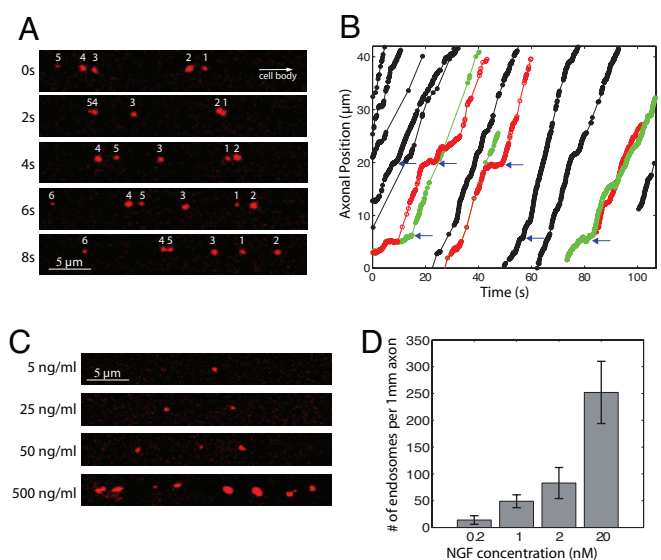 A
0s
5 4 3 2 1
cell body
2s
54 3 21
4s
4 5 3 1 2
6s
6 4 5 3 1 2
8s
6 4 5 3 1 2
5 μm
B
Axonal Position (μm)
40
30
20
10
0
0 20 40 60 80 100
Time (s)
C
5 ng/ml
5 μm
25 ng/ml
50 ng/ml
500 ng/ml
D
# of endosomes per 1mm axon
350
300
250
200
150
100
50
0
0.2 1 2 20
NGF concentration (nM)